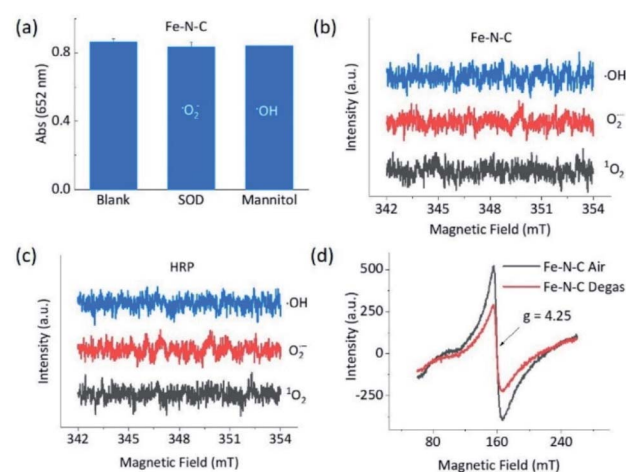 (a)
Fe-N-C
Abs (652 nm)
0.8
0.4
0.0
·O₂⁻
·OH
Blank SOD Mannitol
(b)
Fe-N-C
Intensity (a.u.)
·OH
O₂·⁻
¹O₂
342 345 348 351 354
Magnetic Field (mT)
(c)
HRP
Intensity (a.u.)
·OH
O₂·⁻
¹O₂
342 345 348 351 354
Magnetic Field (mT)
(d)
Intensity (a.u.)
500
250
0
-250
Fe-N-C Air
Fe-N-C Degas
g = 4.25
80 160 240
Magnetic Field (mT)